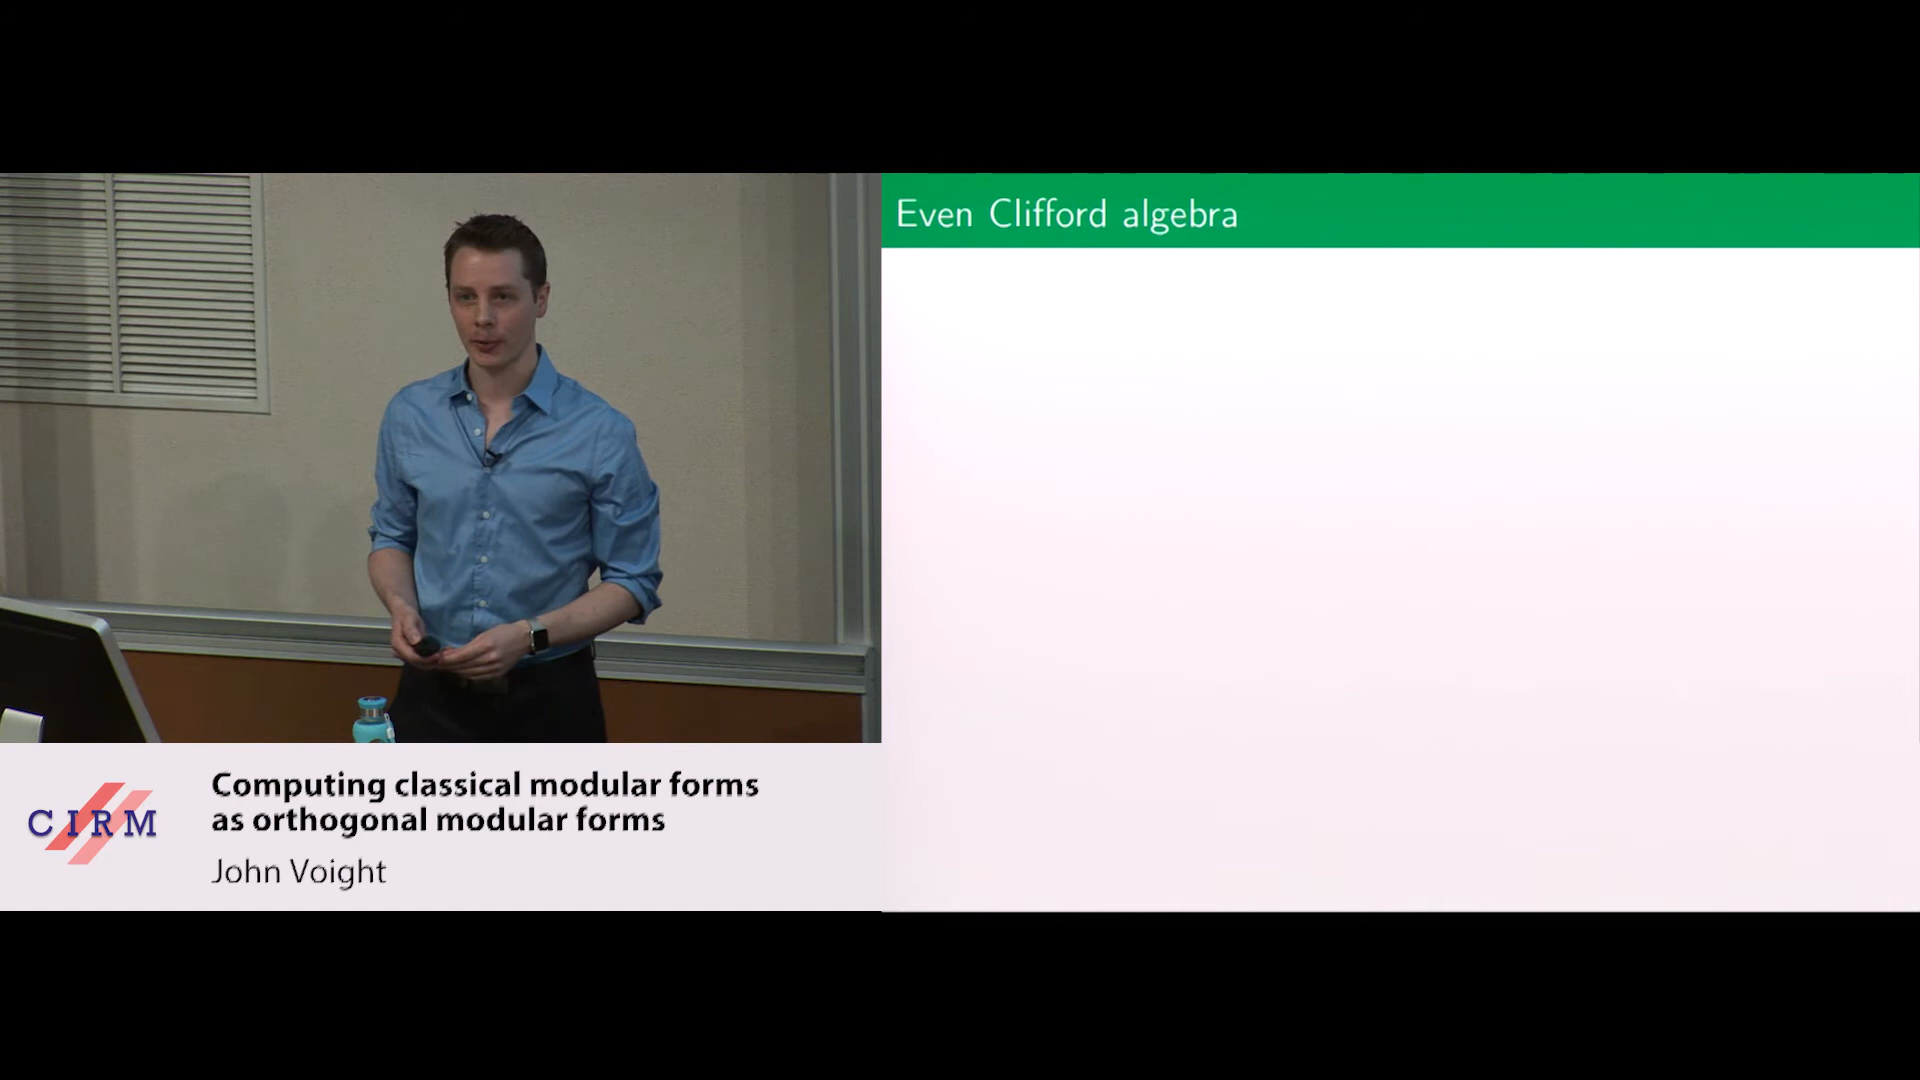 Even Clifford algebra
CIRM
Computing classical modular forms
as orthogonal modular forms
John Voight